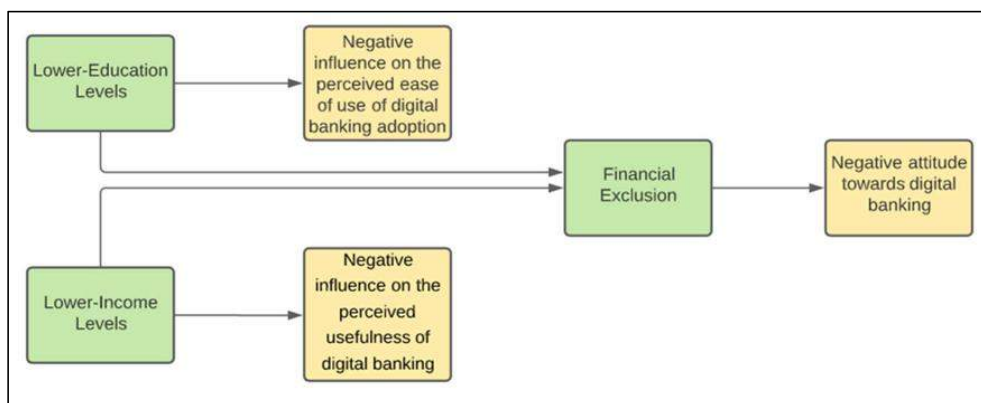 Lower-Education
Levels
Negative
influence on the
perceived ease
of use of digital
banking adoption
Financial
Exclusion
Negative attitude
towards digital
banking
Lower-Income
Levels
Negative
influence on the
perceived
usefulness of
digital banking